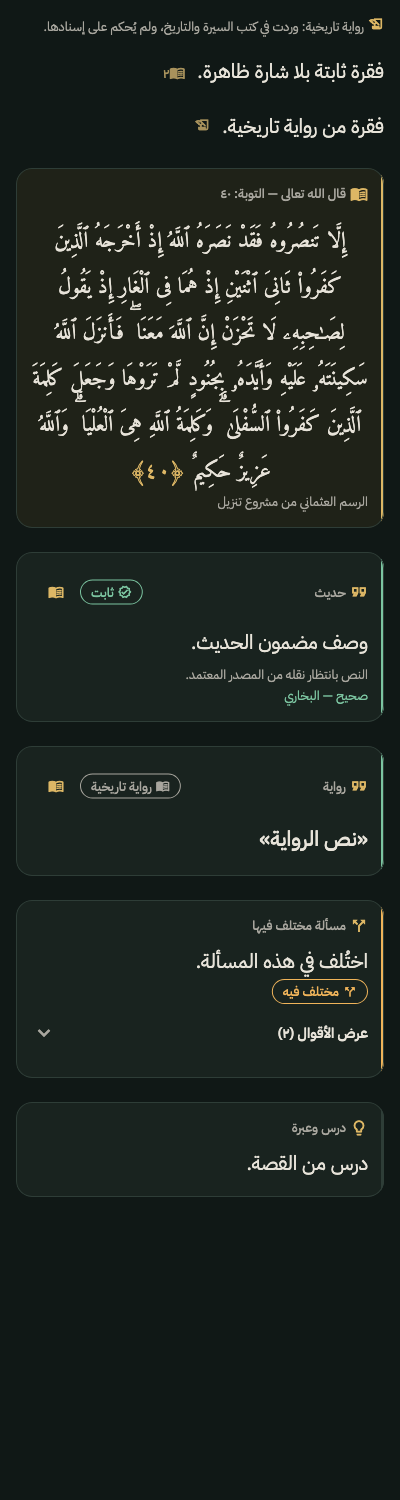 رواية تاريخية: وردت في كتب السيرة والتاريخ، ولم يُحكم على إسنادها.
فقرة ثابتة بلا شارة ظاهرة. ٢
فقرة من رواية تاريخية.
قال الله تعالى — التوبة: ٤٠
إِلَّا تَنصُرُوهُ فَقَدْ نَصَرَهُ ٱللَّهُ إِذْ أَخْرَجَهُ ٱلَّذِينَ
كَفَرُوا۟ ثَانِىَ ٱثْنَيْنِ إِذْ هُمَا فِى ٱلْغَارِ إِذْ يَقُولُ
لِصَـٰحِبِهِۦ لَا تَحْزَنْ إِنَّ ٱللَّهَ مَعَنَا ۖ فَأَنزَلَ ٱللَّهُ
سَكِينَتَهُۥ عَلَيْهِ وَأَيَّدَهُۥ بِجُنُودٍ لَّمْ تَرَوْهَا وَجَعَلَ كَلِمَةَ
ٱلَّذِينَ كَفَرُوا۟ ٱلسُّفْلَىٰ ۗ وَكَلِمَةُ ٱللَّهِ هِىَ ٱلْعُلْيَا ۗ وَٱللَّهُ
عَزِيزٌ حَكِيمٌ ﴿٤٠﴾
الرسم العثماني من مشروع تنزيل
حديث ثابت
وصف مضمون الحديث.
النص بانتظار نقله من المصدر المعتمد.
صحيح — البخاري
رواية رواية تاريخية
«نص الرواية»
مسألة مختلف فيها
اختُلف في هذه المسألة.
مختلف فيه
عرض الأقوال (٢)
درس وعبرة
درس من القصة.